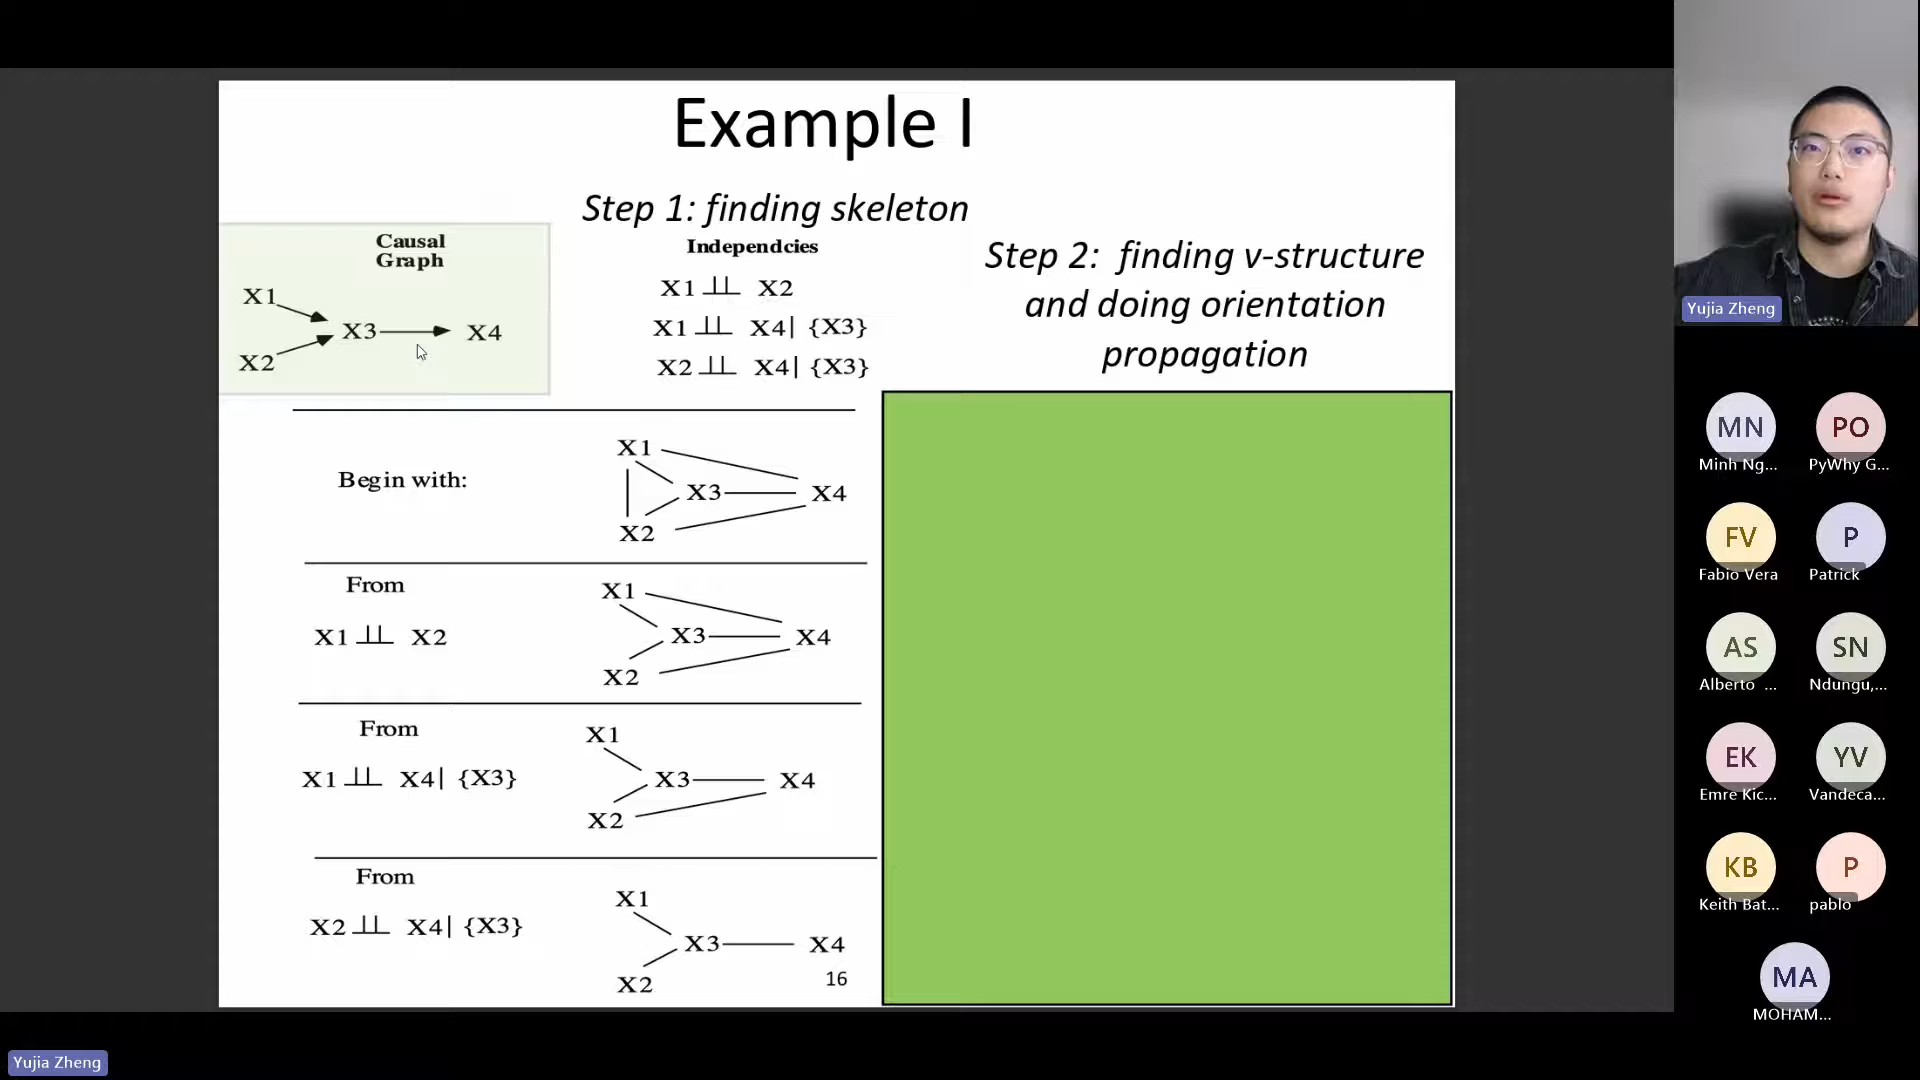 Example I
Step 1: finding skeleton
Causal
Graph
X1
X3
X4
X2
Independcies
X1 ⊥⊥ X2
X1 ⊥⊥ X4| {X3}
X2 ⊥⊥ X4| {X3}
Step 2: finding v-structure
and doing orientation
propagation
Begin with:
X1
X3
X4
X2
From
X1 ⊥⊥ X2
X1
X3
X4
X2
From
X1 ⊥⊥ X4| {X3}
X1
X3
X4
X2
From
X2 ⊥⊥ X4| {X3}
X1
X3
X4
X2
16
Yujia Zheng
MN
Minh Ng...
PO
PyWhy G...
FV
Fabio Vera
P
Patrick
AS
Alberto ...
SN
Ndungu,...
EK
Emre Kic...
YV
Vandeca...
KB
Keith Bat...
P
pablo
MA
MOHAM...
Yujia Zheng